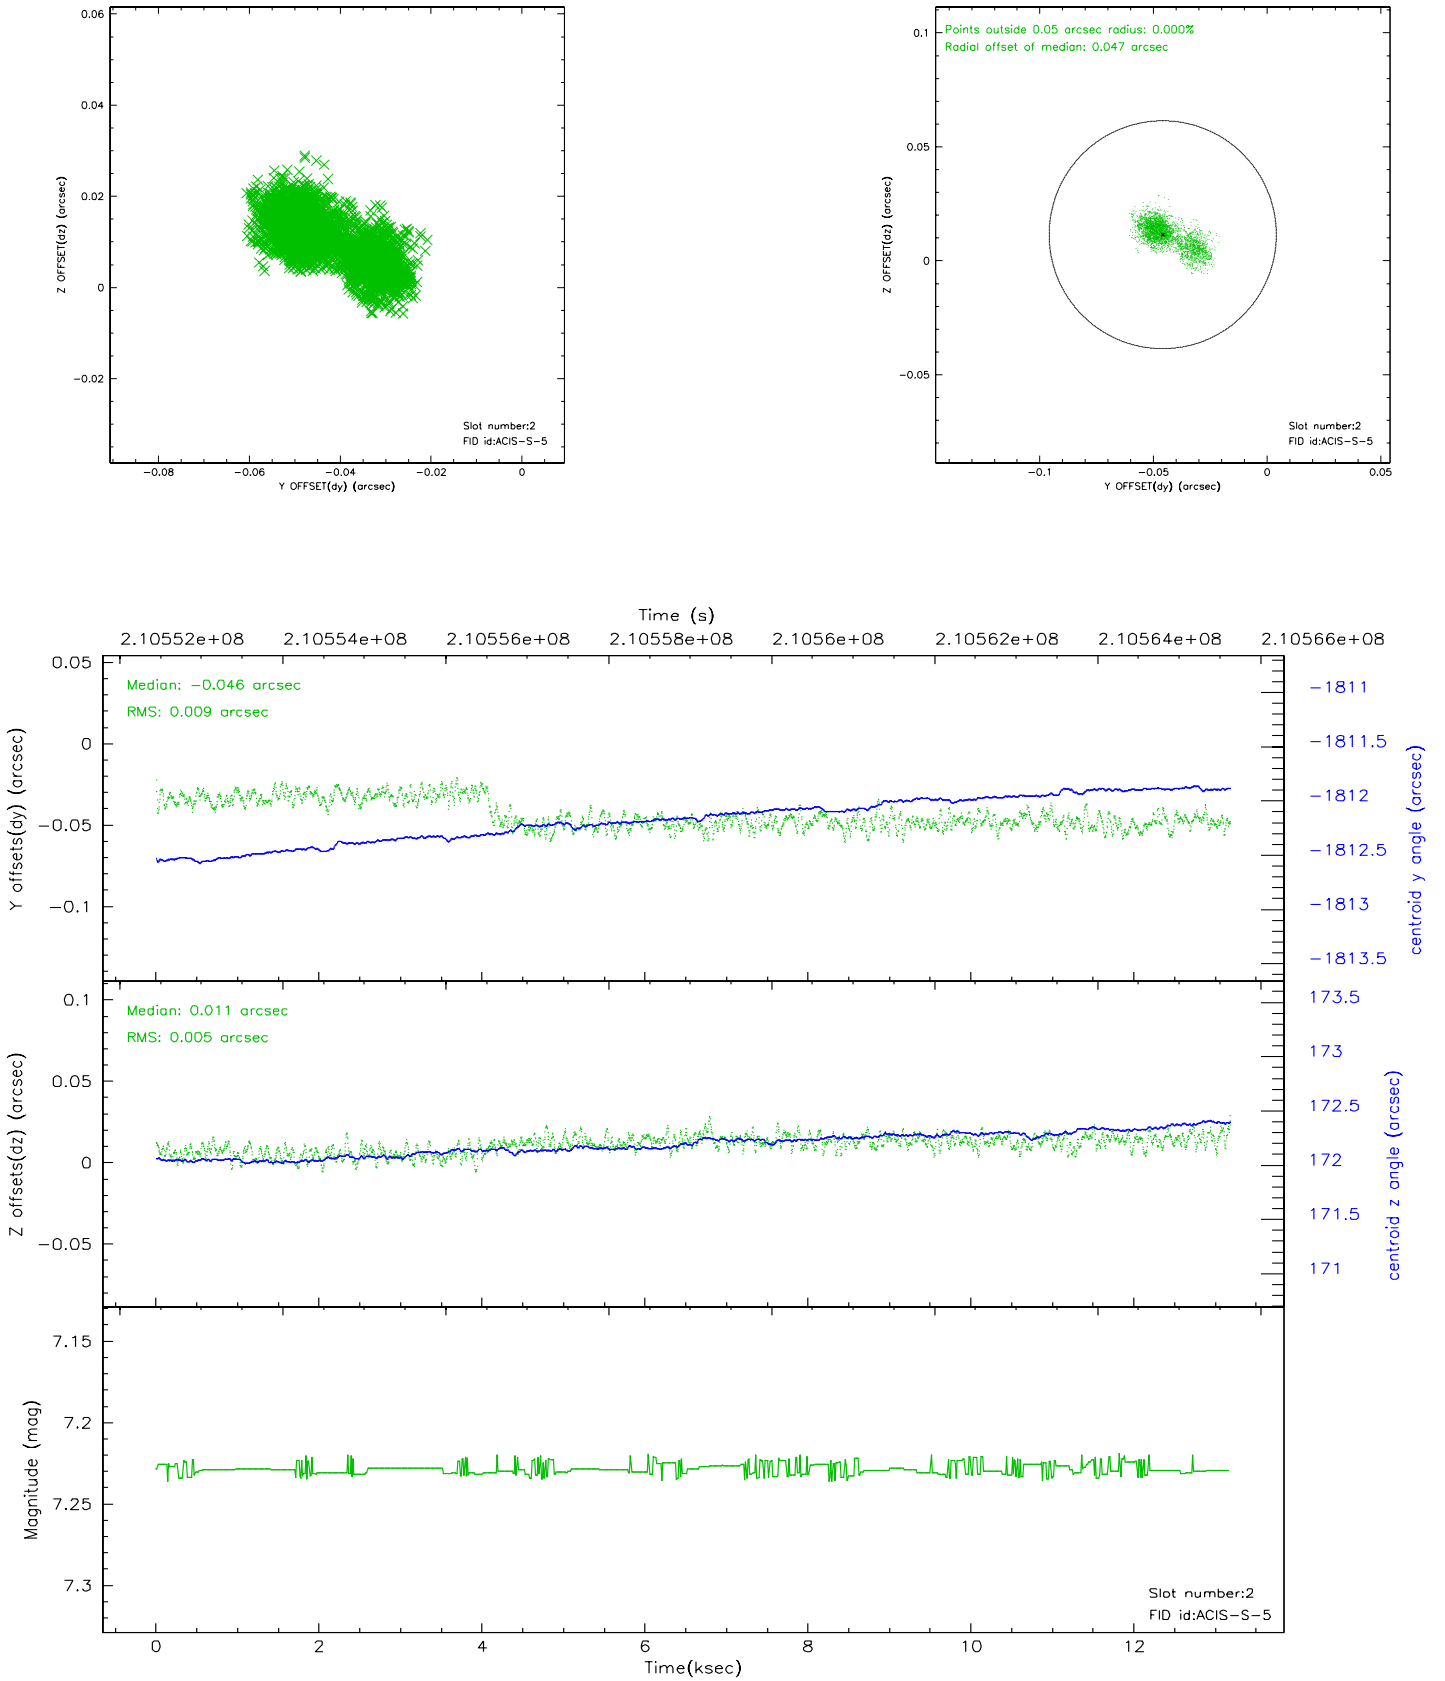 0.06
0.04
0.02
0
−0.02
Z OFFSET(dz) (arcsec)
Slot number:2
FID id:ACIS−S−5
−0.08
−0.06
−0.04
−0.02
0
Y OFFSET(dy) (arcsec)
Points outside 0.05 arcsec radius: 0.000%
Radial offset of median: 0.047 arcsec
0.1
0.05
0
−0.05
Z OFFSET(dz) (arcsec)
Slot number:2
FID id:ACIS−S−5
−0.1
−0.05
0
0.05
Y OFFSET(dy) (arcsec)
Time (s)
2.10552e+08
2.10554e+08
2.10556e+08
2.10558e+08
2.1056e+08
2.10562e+08
2.10564e+08
2.10566e+08
Median: −0.046 arcsec
RMS: 0.009 arcsec
0.05
0
−0.05
−0.1
Y offsets(dy) (arcsec)
−1811
−1811.5
−1812
−1812.5
−1813
−1813.5
centroid y angle (arcsec)
Median: 0.011 arcsec
RMS: 0.005 arcsec
0.1
0.05
0
−0.05
Z offsets(dz) (arcsec)
173.5
173
172.5
172
171.5
171
centroid z angle (arcsec)
7.15
7.2
7.25
7.3
Magnitude (mag)
Slot number:2
FID id:ACIS−S−5
0
2
4
6
8
10
12
Time(ksec)